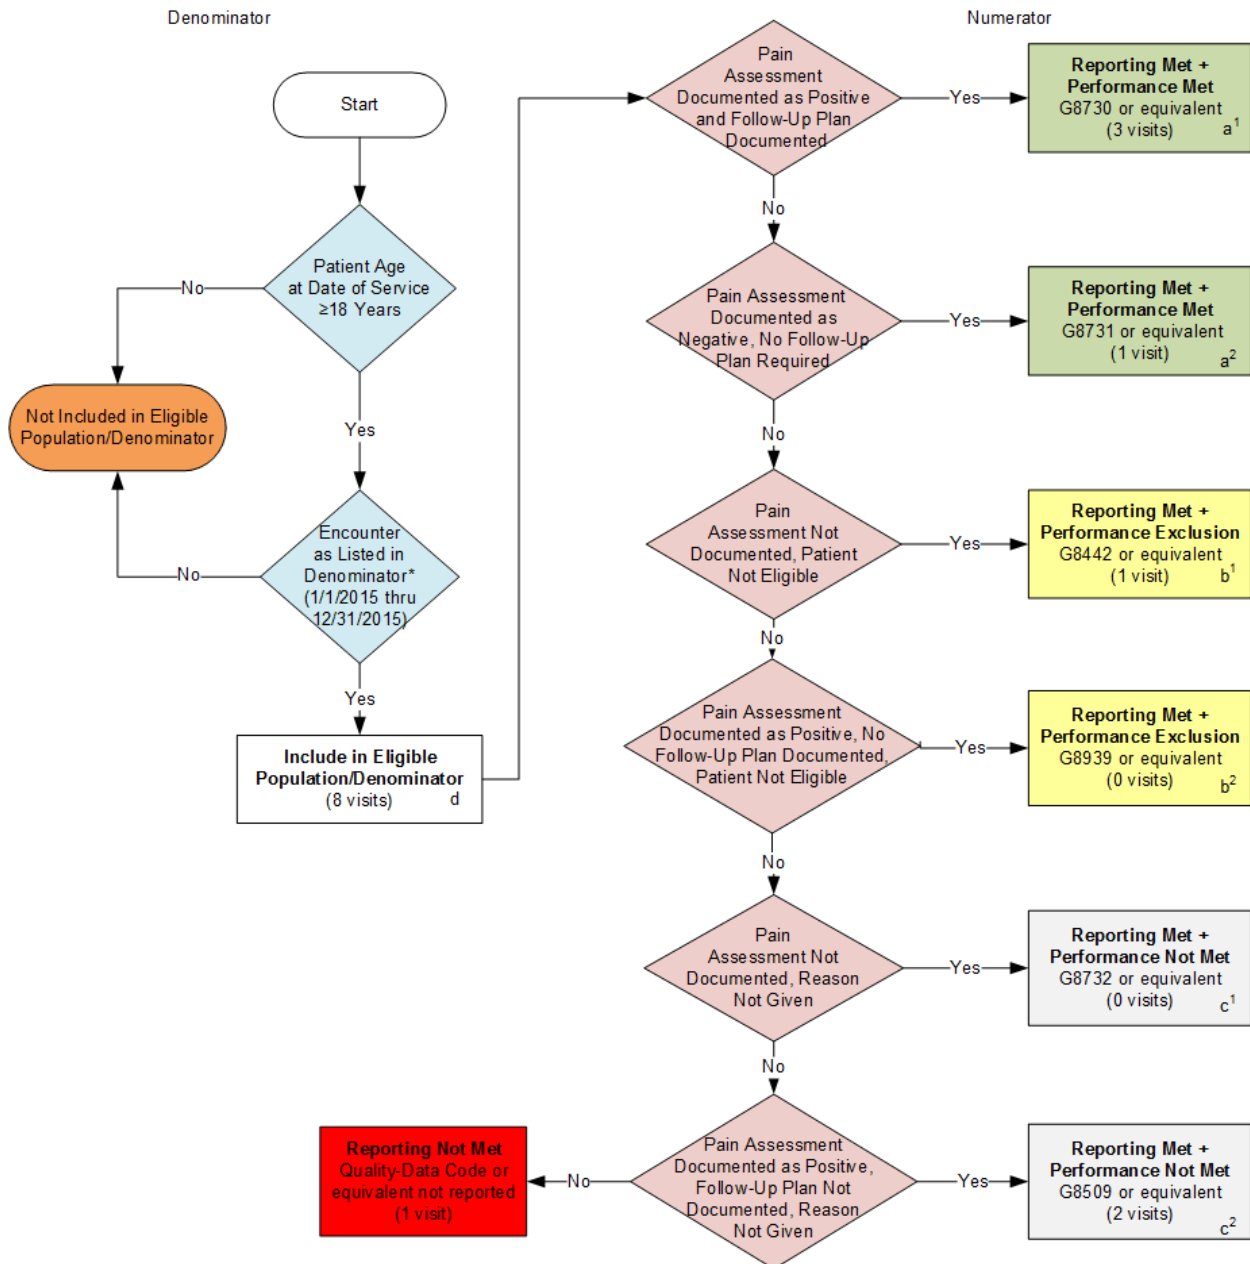 Denominator
Numerator
Start
Patient Age
at Date of Service
≥18 Years
No
Not Included in Eligible
Population/Denominator
Yes
Encounter
as Listed in
Denominator*
(1/1/2015 thru
12/31/2015)
No
Yes
Include in Eligible
Population/Denominator
(8 visits) d
Pain
Assessment
Documented as Positive
and Follow-Up Plan
Documented
Yes
Reporting Met +
Performance Met
G8730 or equivalent
(3 visits) a1
No
Pain Assessment
Documented as
Negative, No Follow-Up
Plan Required
Yes
Reporting Met +
Performance Met
G8731 or equivalent
(1 visit) a2
No
Pain
Assessment Not
Documented, Patient
Not Eligible
Yes
Reporting Met +
Performance Exclusion
G8442 or equivalent
(1 visit) b1
No
Pain Assessment
Documented as Positive, No
Follow-Up Plan Documented,
Patient Not Eligible
Yes
Reporting Met +
Performance Exclusion
G8939 or equivalent
(0 visits) b2
No
Pain
Assessment Not
Documented, Reason
Not Given
Yes
Reporting Met +
Performance Not Met
G8732 or equivalent
(0 visits) c1
No
Pain Assessment
Documented as Positive,
Follow-Up Plan Not
Documented, Reason
Not Given
Yes
Reporting Met +
Performance Not Met
G8509 or equivalent
(2 visits) c2
No
Reporting Not Met
Quality-Data Code or
equivalent not reported
(1 visit)